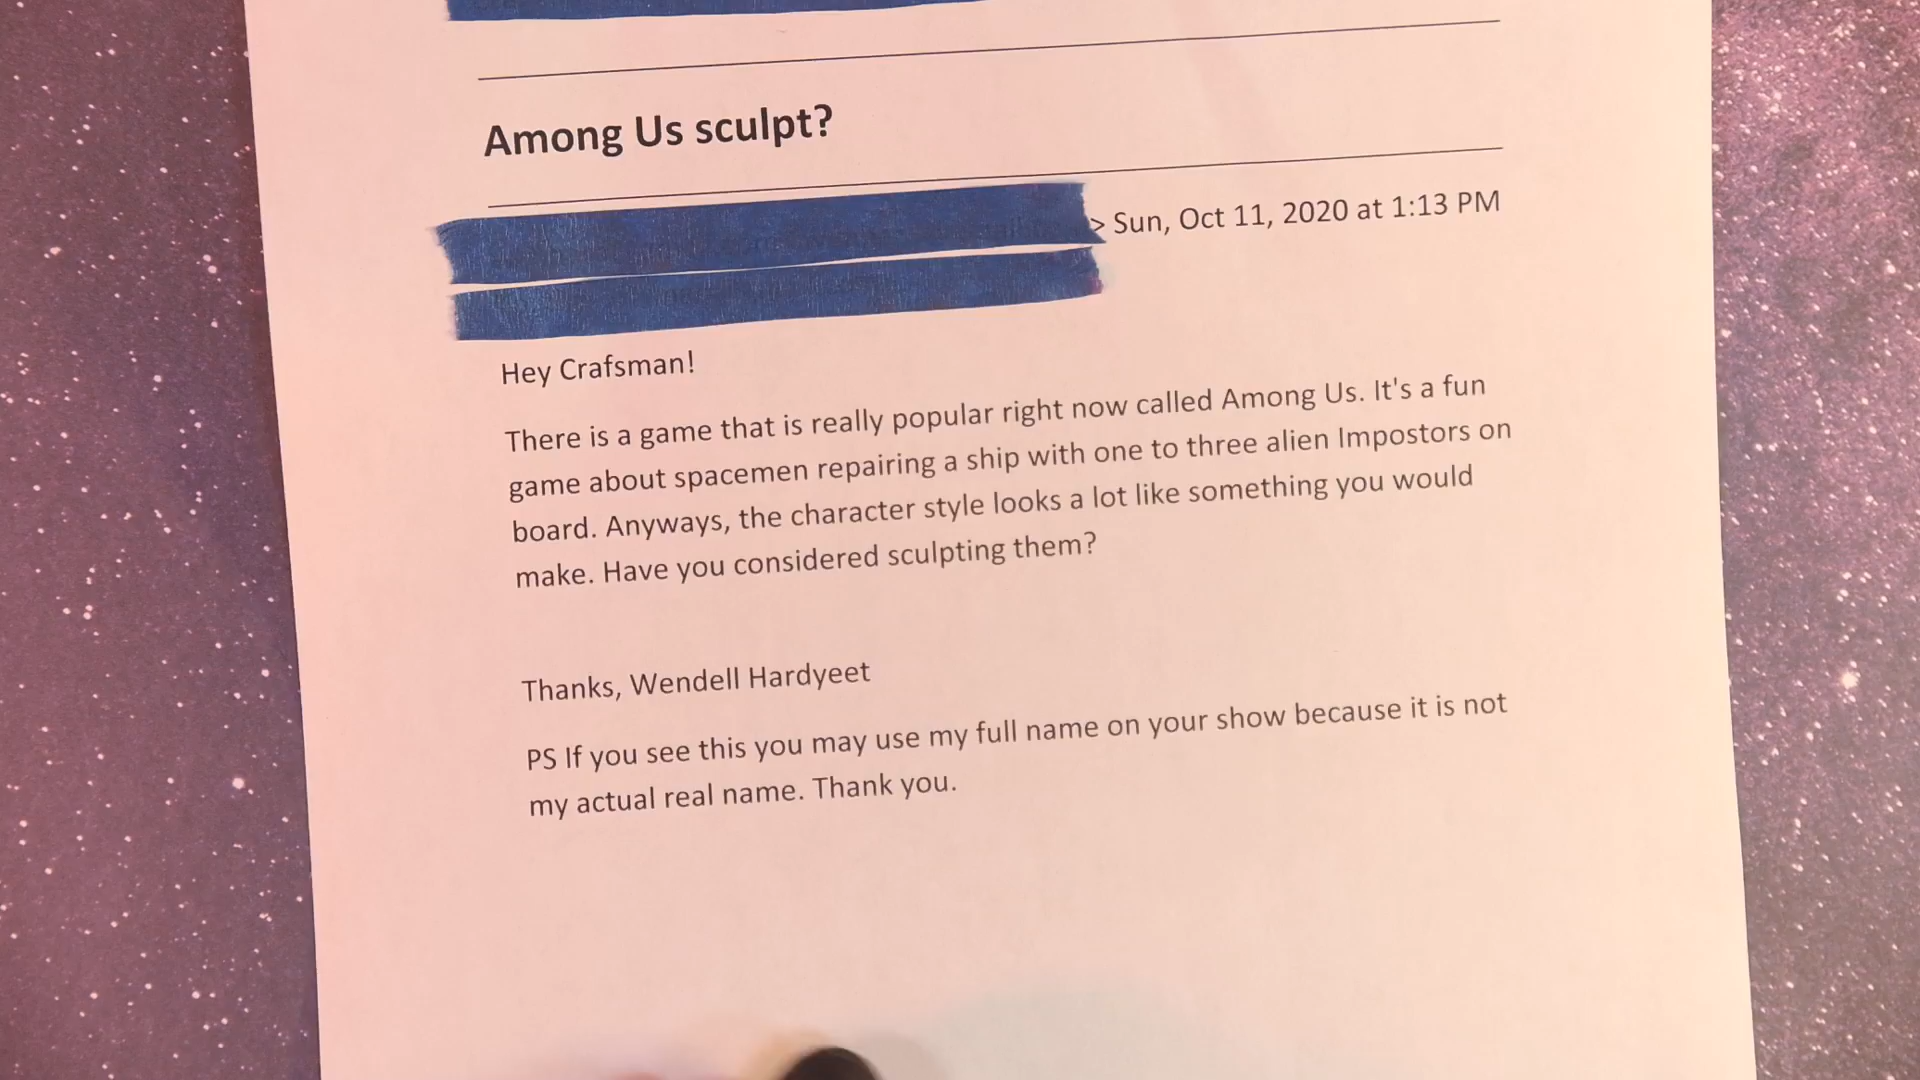 Among Us sculpt?
> Sun, Oct 11, 2020 at 1:13 PM
Hey Crafsman!
There is a game that is really popular right now called Among Us. It's a fun
game about spacemen repairing a ship with one to three alien Impostors on
board. Anyways, the character style looks a lot like something you would
make. Have you considered sculpting them?
Thanks, Wendell Hardyeet
PS If you see this you may use my full name on your show because it is not
my actual real name. Thank you.